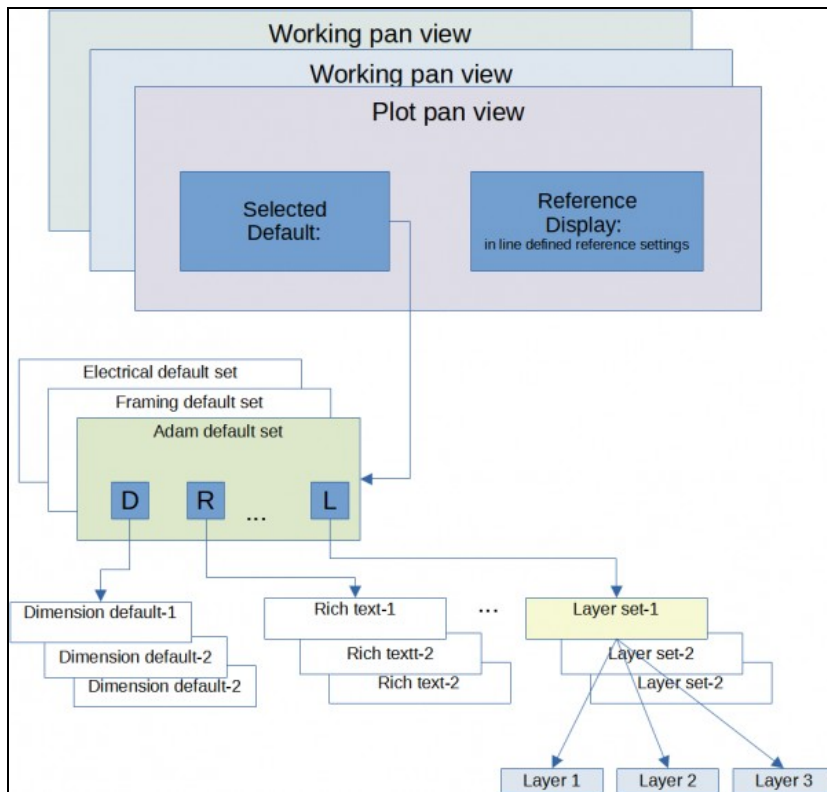 Working pan view
Working pan view
Plot pan view
Selected
Default:
Reference
Display:
in line defined reference settings
Electrical default set
Framing default set
Adam default set
D
R
...
L
Dimension default-1
Dimension default-2
Dimension default-2
Rich text-1
Rich textt-2
Rich text-2
...
Layer set-1
Layer set-2
Layer set-2
Layer 1
Layer 2
Layer 3